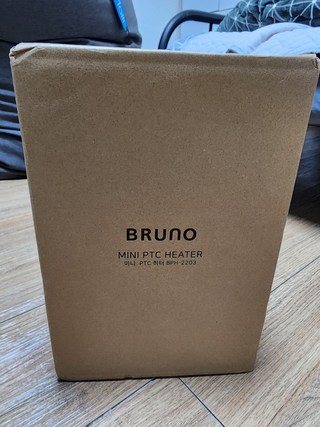 BRUNO
MINI PTC HEATER
미니 PTC 히터 BPH-2203